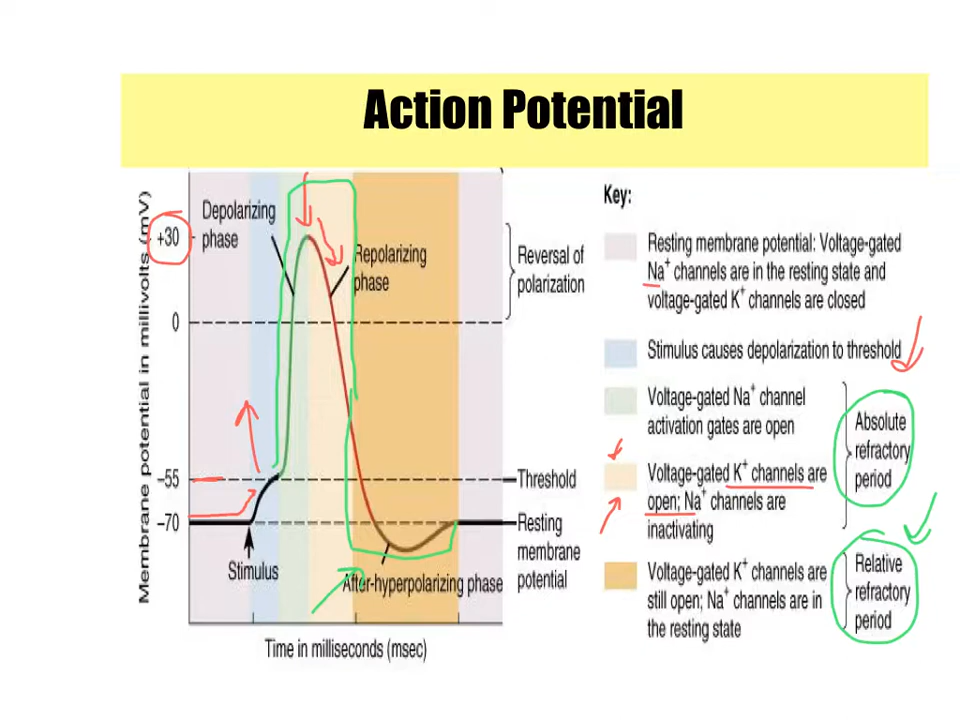 Action Potential
Membrane potential in millivolts (mV)
+30
0
–55
–70
Depolarizing
phase
Repolarizing
phase
Reversal of
polarization
Threshold
Resting
membrane
potential
Stimulus
After-hyperpolarizing phase
Time in milliseconds (msec)
Key:
Resting membrane potential: Voltage-gated
Na⁺ channels are in the resting state and
voltage-gated K⁺ channels are closed
Stimulus causes depolarization to threshold
Voltage-gated Na⁺ channel
activation gates are open
Voltage-gated K⁺ channels are
open; Na⁺ channels are
inactivating
Absolute
refractory
period
Voltage-gated K⁺ channels are
still open; Na⁺ channels are in
the resting state
Relative
refractory
period